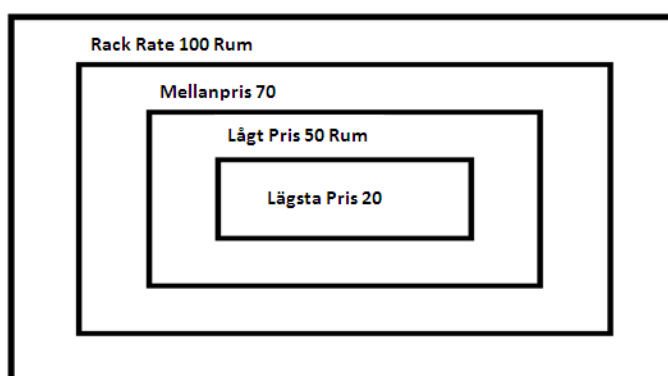 Rack Rate 100 Rum
Mellanpris 70
Lågt Pris 50 Rum
Lägsta Pris 20